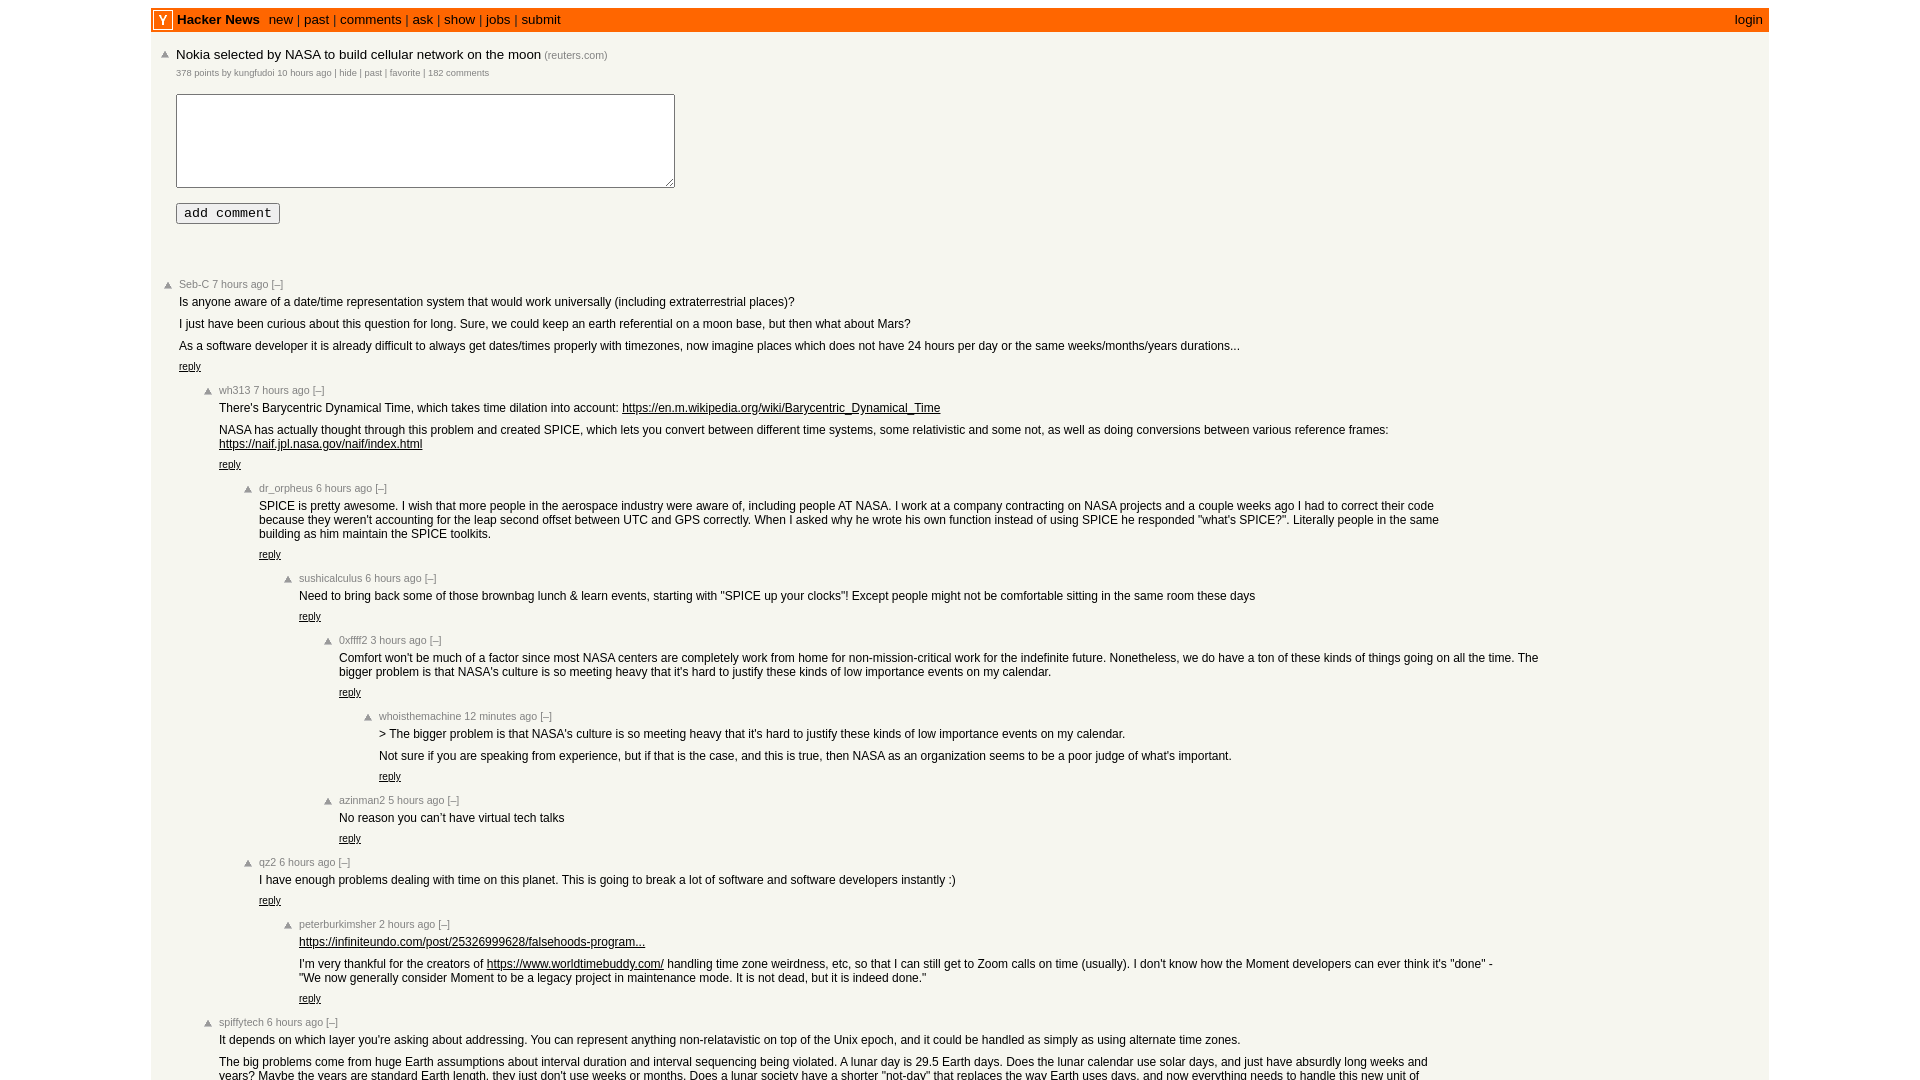 Y Hacker News new | past | comments | ask | show | jobs | submit login
Nokia selected by NASA to build cellular network on the moon (reuters.com)
378 points by kungfudoi 10 hours ago | hide | past | favorite | 182 comments
add comment
Seb-C 7 hours ago [–]
Is anyone aware of a date/time representation system that would work universally (including extraterrestrial places)?
I just have been curious about this question for long. Sure, we could keep an earth referential on a moon base, but then what about Mars?
As a software developer it is already difficult to always get dates/times properly with timezones, now imagine places which does not have 24 hours per day or the same weeks/months/years durations...
reply
wh313 7 hours ago [–]
There's Barycentric Dynamical Time, which takes time dilation into account: https://en.m.wikipedia.org/wiki/Barycentric_Dynamical_Time
NASA has actually thought through this problem and created SPICE, which lets you convert between different time systems, some relativistic and some not, as well as doing conversions between various reference frames:
https://naif.jpl.nasa.gov/naif/index.html
reply
dr_orpheus 6 hours ago [–]
SPICE is pretty awesome. I wish that more people in the aerospace industry were aware of, including people AT NASA. I work at a company contracting on NASA projects and a couple weeks ago I had to correct their code
because they weren't accounting for the leap second offset between UTC and GPS correctly. When I asked why he wrote his own function instead of using SPICE he responded "what's SPICE?". Literally people in the same
building as him maintain the SPICE toolkits.
reply
sushicalculus 6 hours ago [–]
Need to bring back some of those brownbag lunch & learn events, starting with "SPICE up your clocks"! Except people might not be comfortable sitting in the same room these days
reply
0xffff2 3 hours ago [–]
Comfort won't be much of a factor since most NASA centers are completely work from home for non-mission-critical work for the indefinite future. Nonetheless, we do have a ton of these kinds of things going on all the time. The
bigger problem is that NASA's culture is so meeting heavy that it's hard to justify these kinds of low importance events on my calendar.
reply
whoisthemachine 12 minutes ago [–]
> The bigger problem is that NASA's culture is so meeting heavy that it's hard to justify these kinds of low importance events on my calendar.
Not sure if you are speaking from experience, but if that is the case, and this is true, then NASA as an organization seems to be a poor judge of what's important.
reply
azinman2 5 hours ago [–]
No reason you can’t have virtual tech talks
reply
qz2 6 hours ago [–]
I have enough problems dealing with time on this planet. This is going to break a lot of software and software developers instantly :)
reply
peterburkimsher 2 hours ago [–]
https://infiniteundo.com/post/25326999628/falsehoods-program...
I'm very thankful for the creators of https://www.worldtimebuddy.com/ handling time zone weirdness, etc, so that I can still get to Zoom calls on time (usually). I don't know how the Moment developers can ever think it's "done" -
"We now generally consider Moment to be a legacy project in maintenance mode. It is not dead, but it is indeed done."
reply
spiffytech 6 hours ago [–]
It depends on which layer you're asking about addressing. You can represent anything non-relatavistic on top of the Unix epoch, and it could be handled as simply as using alternate time zones.
The big problems come from huge Earth assumptions about interval duration and interval sequencing being violated. A lunar day is 29.5 Earth days. Does the lunar calendar use solar days, and just have absurdly long weeks and
years? Maybe the years are standard Earth length, they just don't use weeks or months. Does a lunar society have a shorter "not-day" that replaces the way Earth uses days, and now everything needs to handle this new unit of